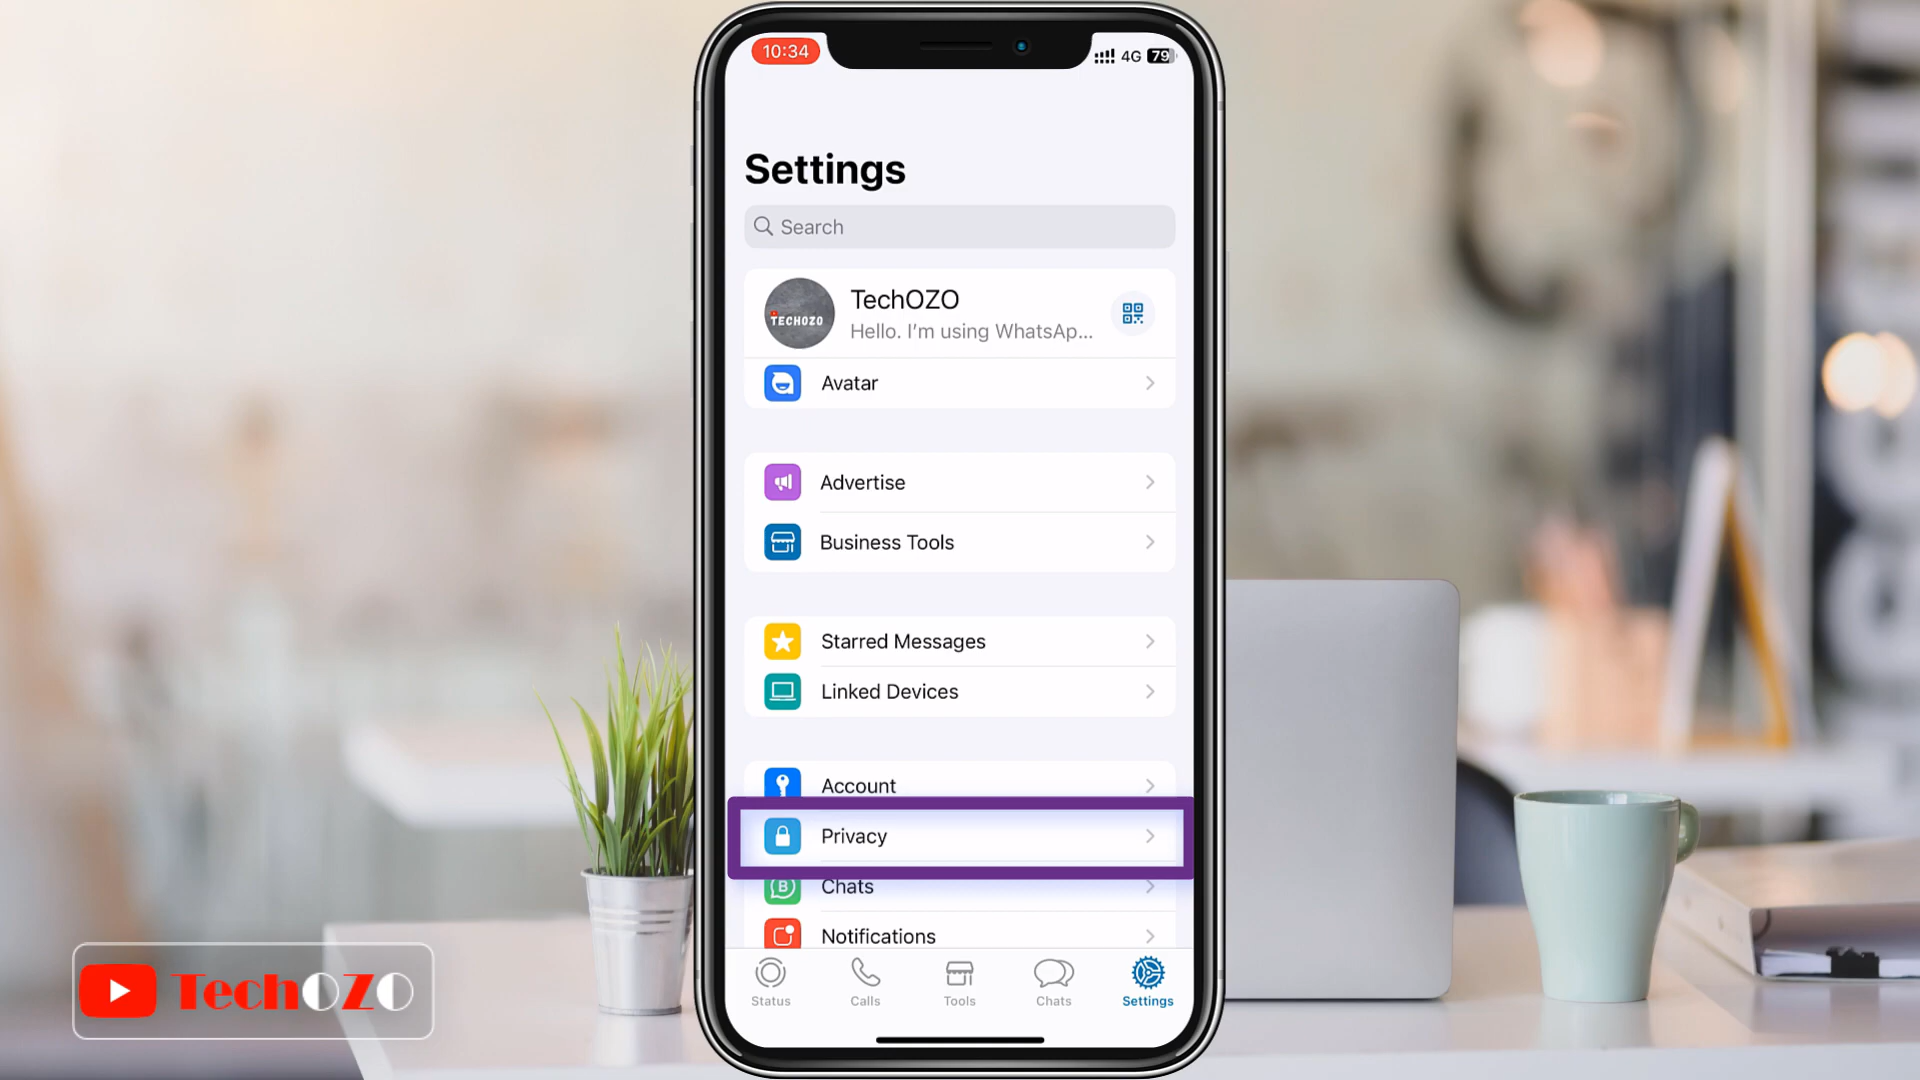 10:34
4G 79
Settings
Search
TECHOZO
TechOZO
Hello. I'm using WhatsAp...
Avatar
Advertise
Business Tools
Starred Messages
Linked Devices
Account
Privacy
B
Chats
Notifications
Status
Calls
Tools
Chats
Settings
TechOZO